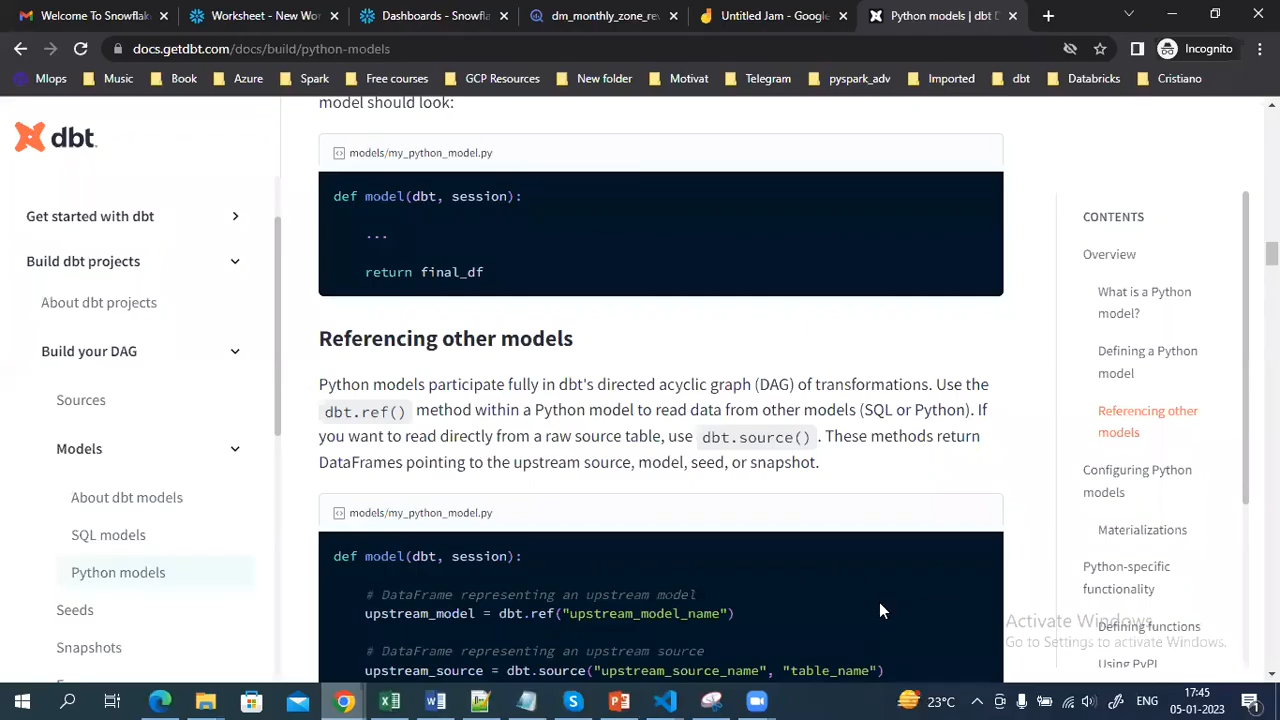 Welcome To Snowflak
Worksheet - New Wor
Dashboards - Snowfl
dm_monthly_zone_re
Untitled Jam - Google
Python models | dbt D
docs.getdbt.com/docs/build/python-models
Incognito
Mlops
Music
Book
Azure
Spark
Free courses
GCP Resources
New folder
Motivat
Telegram
pyspark_adv
Imported
dbt
Databricks
Cristiano
dbt
Get started with dbt
Build dbt projects
About dbt projects
Build your DAG
Sources
Models
About dbt models
SQL models
Python models
Seeds
Snapshots
model should look:
models/my_python_model.py
def model(dbt, session):
...
return final_df
Referencing other models
Python models participate fully in dbt's directed acyclic graph (DAG) of transformations. Use the
dbt.ref() method within a Python model to read data from other models (SQL or Python). If
you want to read directly from a raw source table, use dbt.source() . These methods return
DataFrames pointing to the upstream source, model, seed, or snapshot.
models/my_python_model.py
def model(dbt, session):
# DataFrame representing an upstream model
upstream_model = dbt.ref("upstream_model_name")
# DataFrame representing an upstream source
upstream_source = dbt.source("upstream_source_name", "table_name")
CONTENTS
Overview
What is a Python
model?
Defining a Python
model
Referencing other
models
Configuring Python
models
Materializations
Python-specific
functionality
Defining functions
Using PyPI
Activate Windows
Go to Settings to activate Windows.
23°C
ENG
17:45
05-01-2023